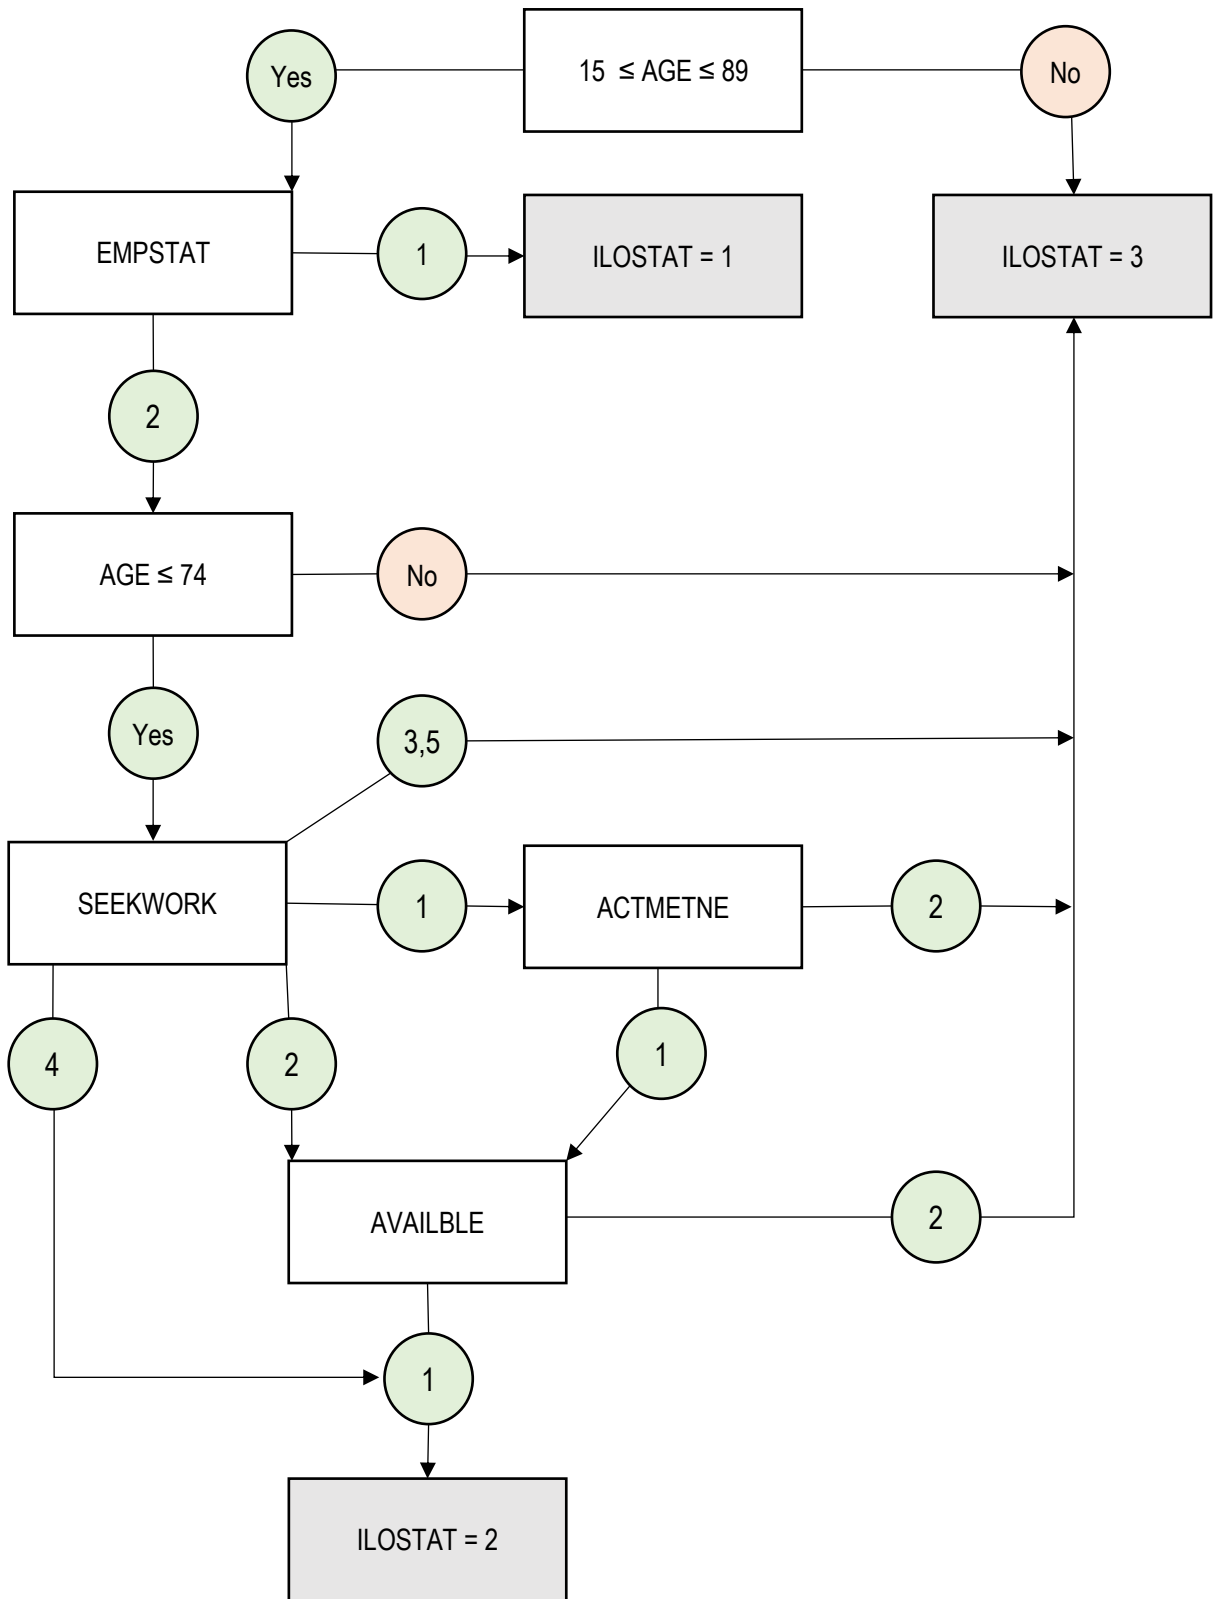 15 ≤ AGE ≤ 89
Yes
No
EMPSTAT
1
ILOSTAT = 1
ILOSTAT = 3
2
AGE ≤ 74
No
Yes
3,5
SEEKWORK
1
ACTMETNE
2
4
2
1
AVAILBLE
2
1
ILOSTAT = 2